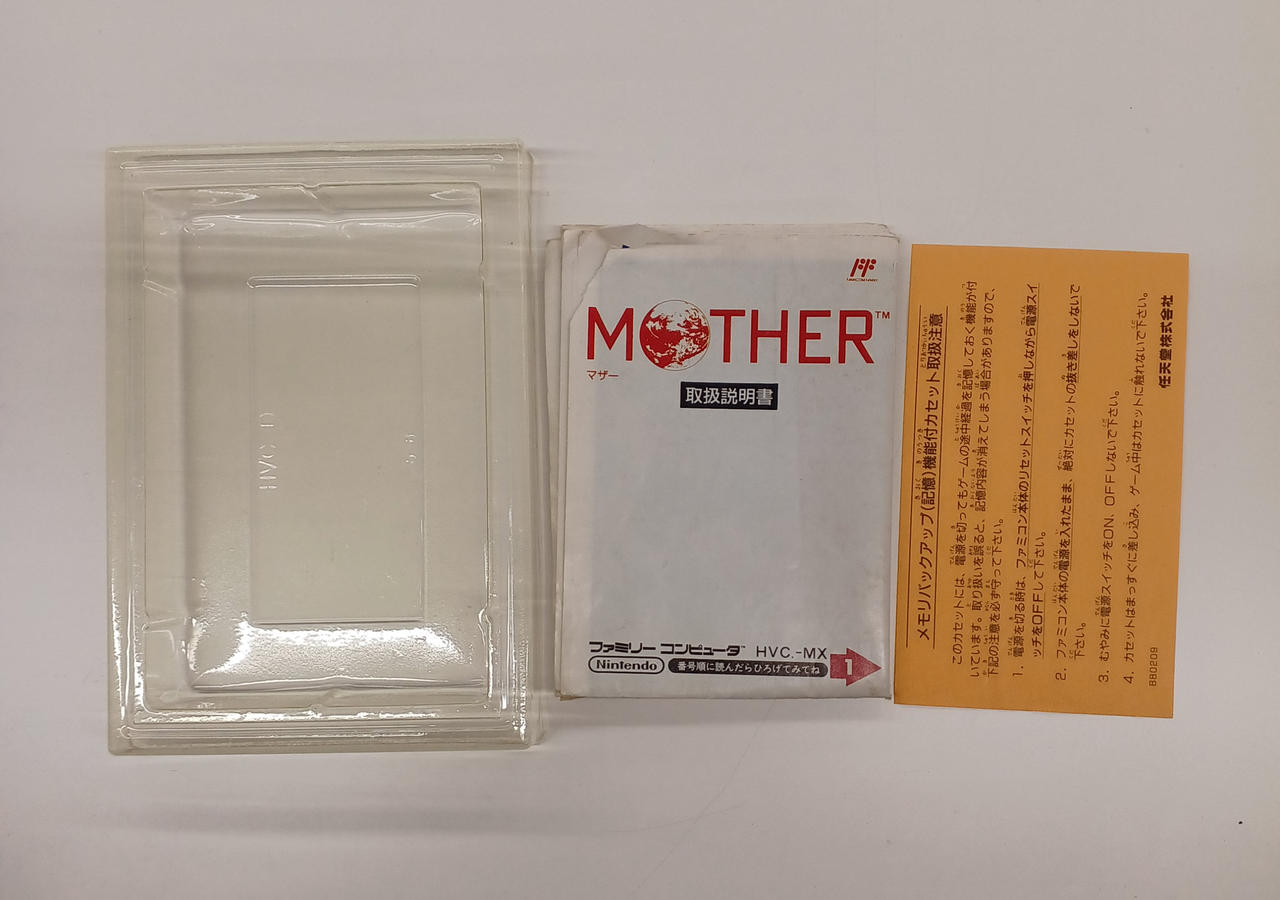 HVC D
58
MOTHER™
マザー
取扱説明書
ファミリーコンピュータ™ HVC.-MX
Nintendo 番号順に読んだらひろげてみてね 1
メモリバックアップ(記憶)機能付カセット取扱注意
このカセットには、電源を切ってもゲームの途中経過を記憶しておく機能が付
いています。取り扱いを誤ると、記憶内容が消えてしまう場合がありますので、
下記の注意を必ず守って下さい。
1. 電源を切る時は、ファミコン本体のリセットスイッチを押しながら電源スイ
ッチをOFFして下さい。
2. ファミコン本体の電源を入れたまま、絶対にカセットの抜き差しをしないで
下さい。
3. むやみに電源スイッチをON、OFFしないで下さい。
4. カセットはまっすぐに差し込み、ゲーム中はカセットに触れないで下さい。
880209
任天堂株式会社